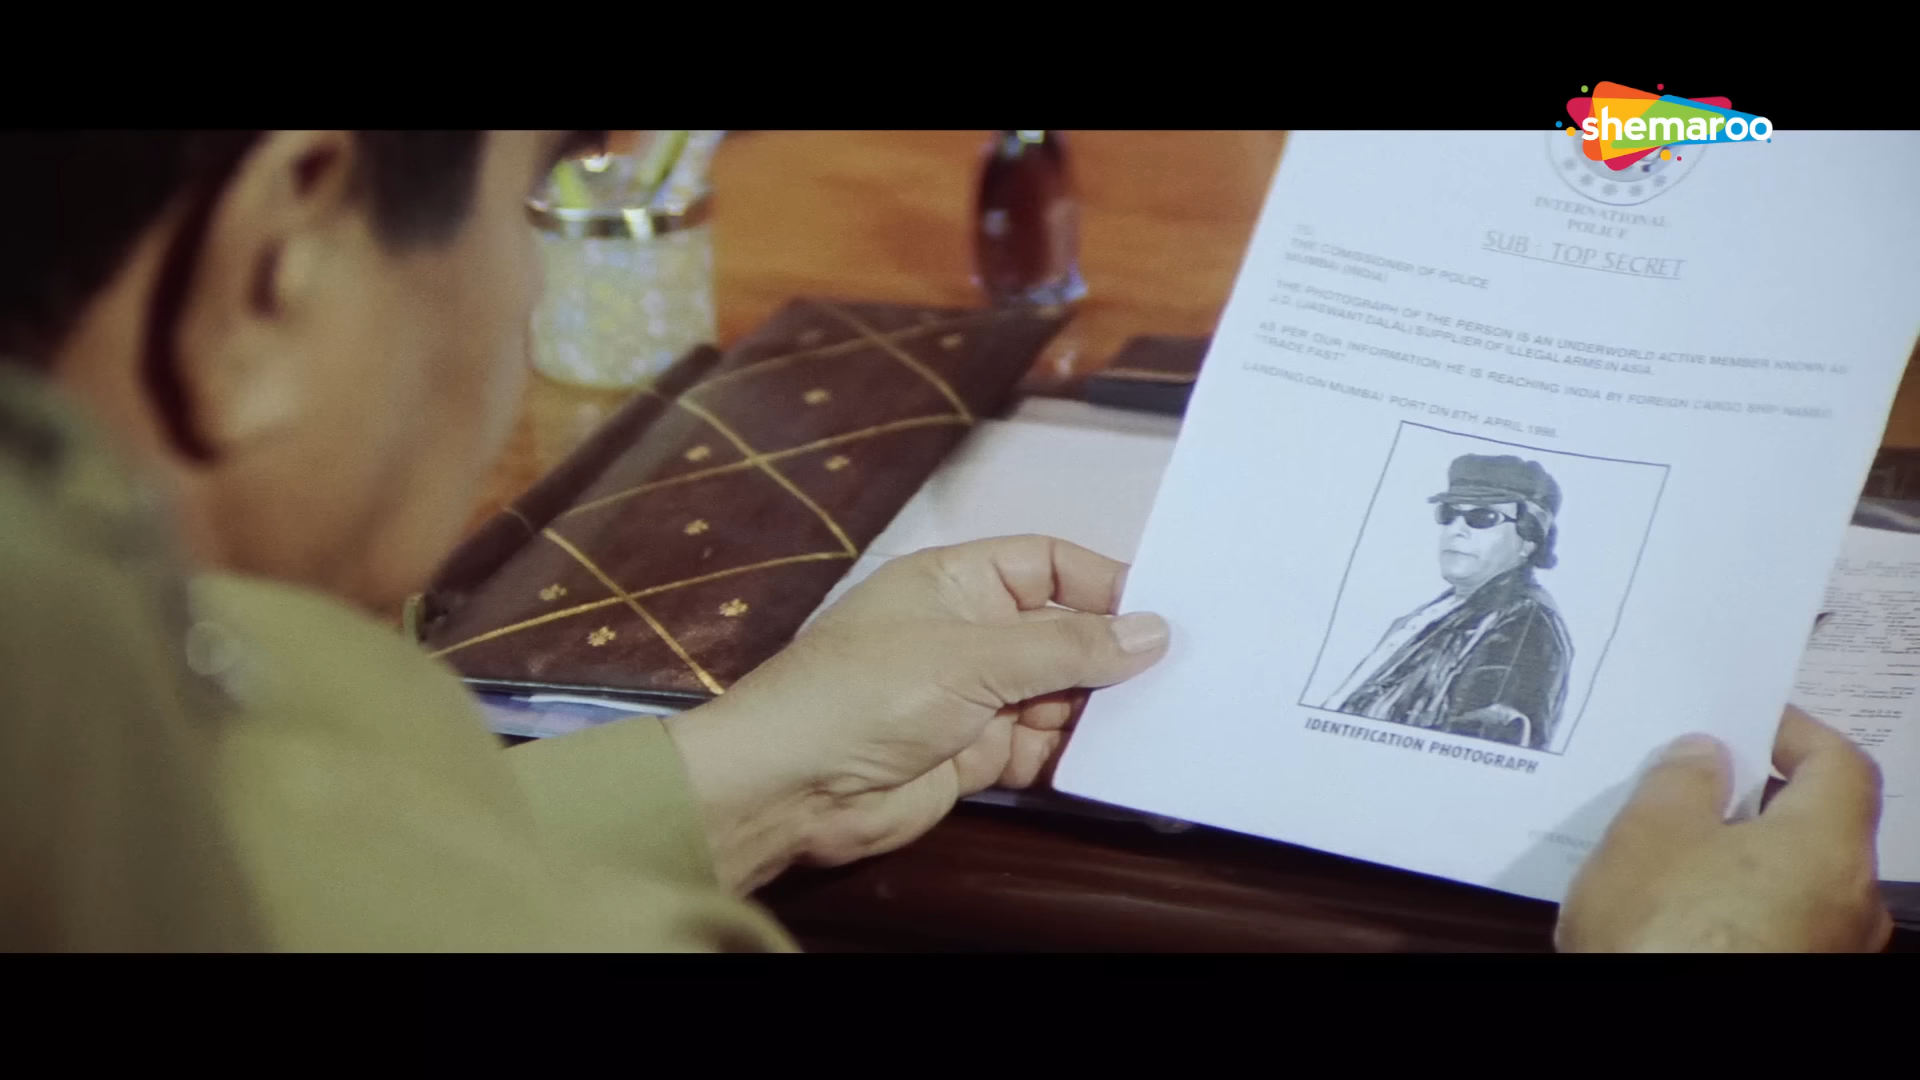 shemaroo
INTERNATIONAL
POLICE
SUB : TOP SECRET
TO,
THE COMISSIONER OF POLICE
MUMBAI (INDIA)
THE PHOTOGRAPH OF THE PERSON IS AN UNDERWORLD ACTIVE MEMBER KNOWN AS
J.D. (JASWANT DALAL) SUPPLIER OF ILLEGAL ARMS IN ASIA.
AS PER OUR INFORMATION HE IS REACHING INDIA BY FOREIGN CARGO SHIP NAMED
"TRADE FAST"
LANDING ON MUMBAI PORT ON 8TH APRIL 1998.
IDENTIFICATION PHOTOGRAPH